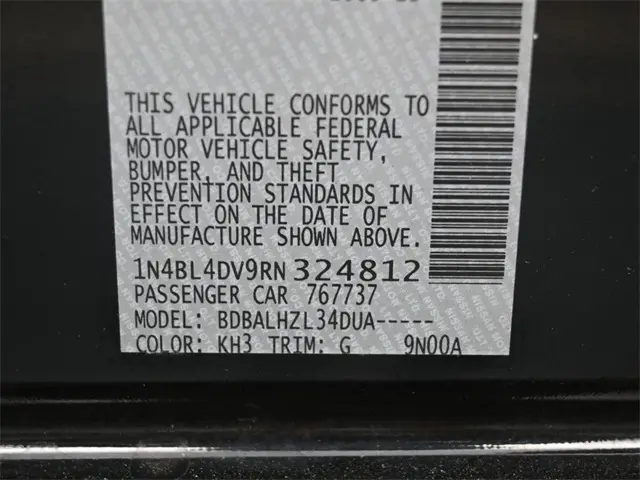 THIS VEHICLE CONFORMS TO
ALL APPLICABLE FEDERAL
MOTOR VEHICLE SAFETY,
BUMPER, AND THEFT
PREVENTION STANDARDS IN
EFFECT ON THE DATE OF
MANUFACTURE SHOWN ABOVE.
1N4BL4DV9RN324812
PASSENGER CAR 767737
MODEL: BDBALHZL34DUA-----
COLOR: KH3 TRIM: G 9N00A